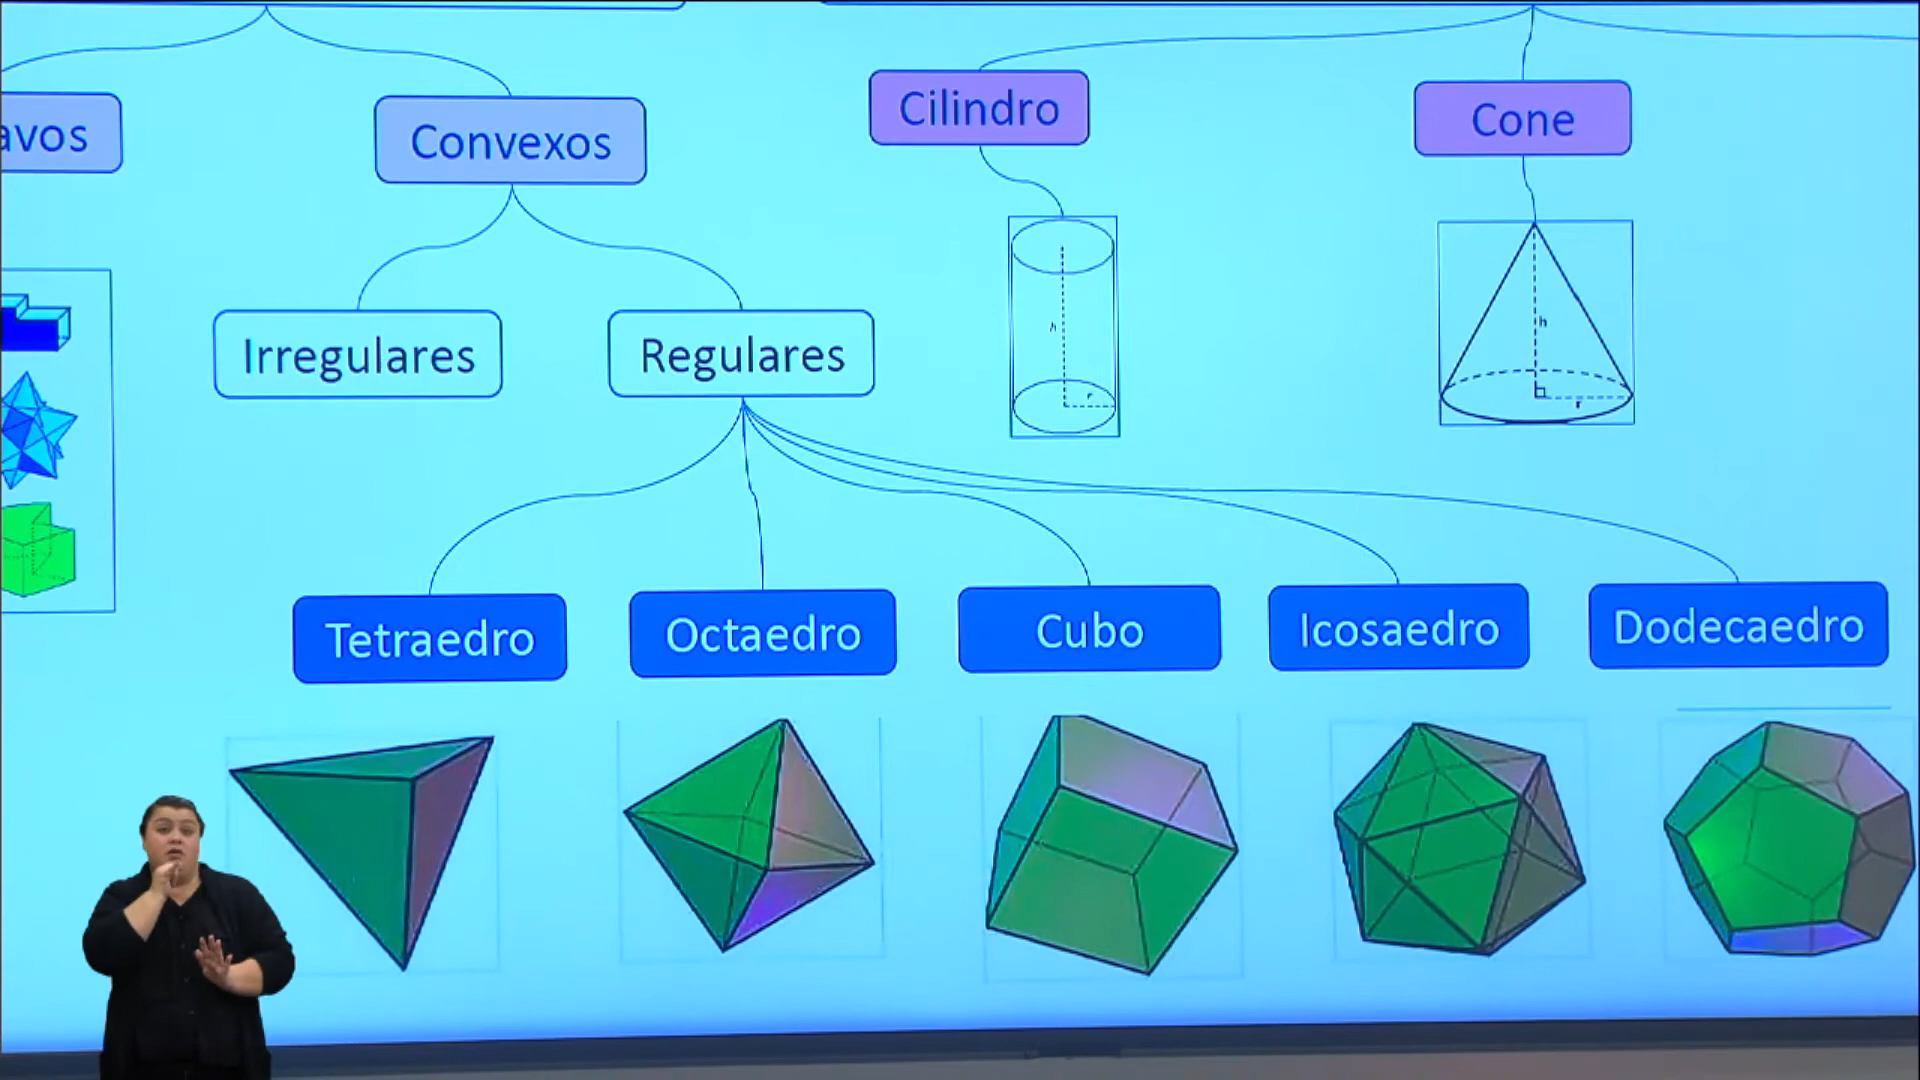 avos
Convexos
Cilindro
Cone
h
r
h
r
Irregulares
Regulares
Tetraedro
Octaedro
Cubo
Icosaedro
Dodecaedro